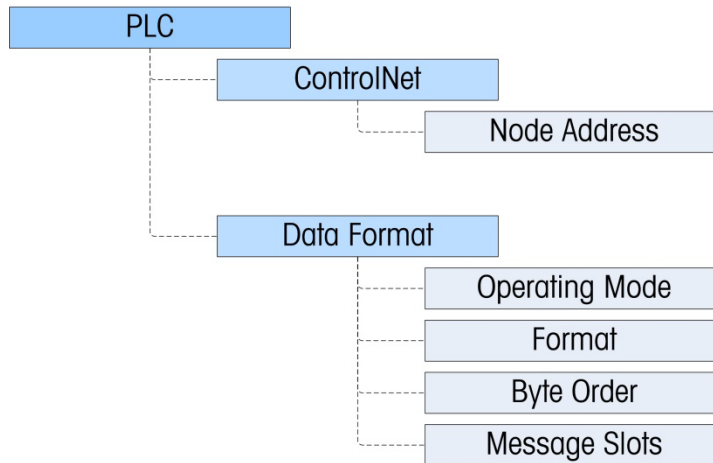 PLC
ControlNet
Node Address
Data Format
Operating Mode
Format
Byte Order
Message Slots